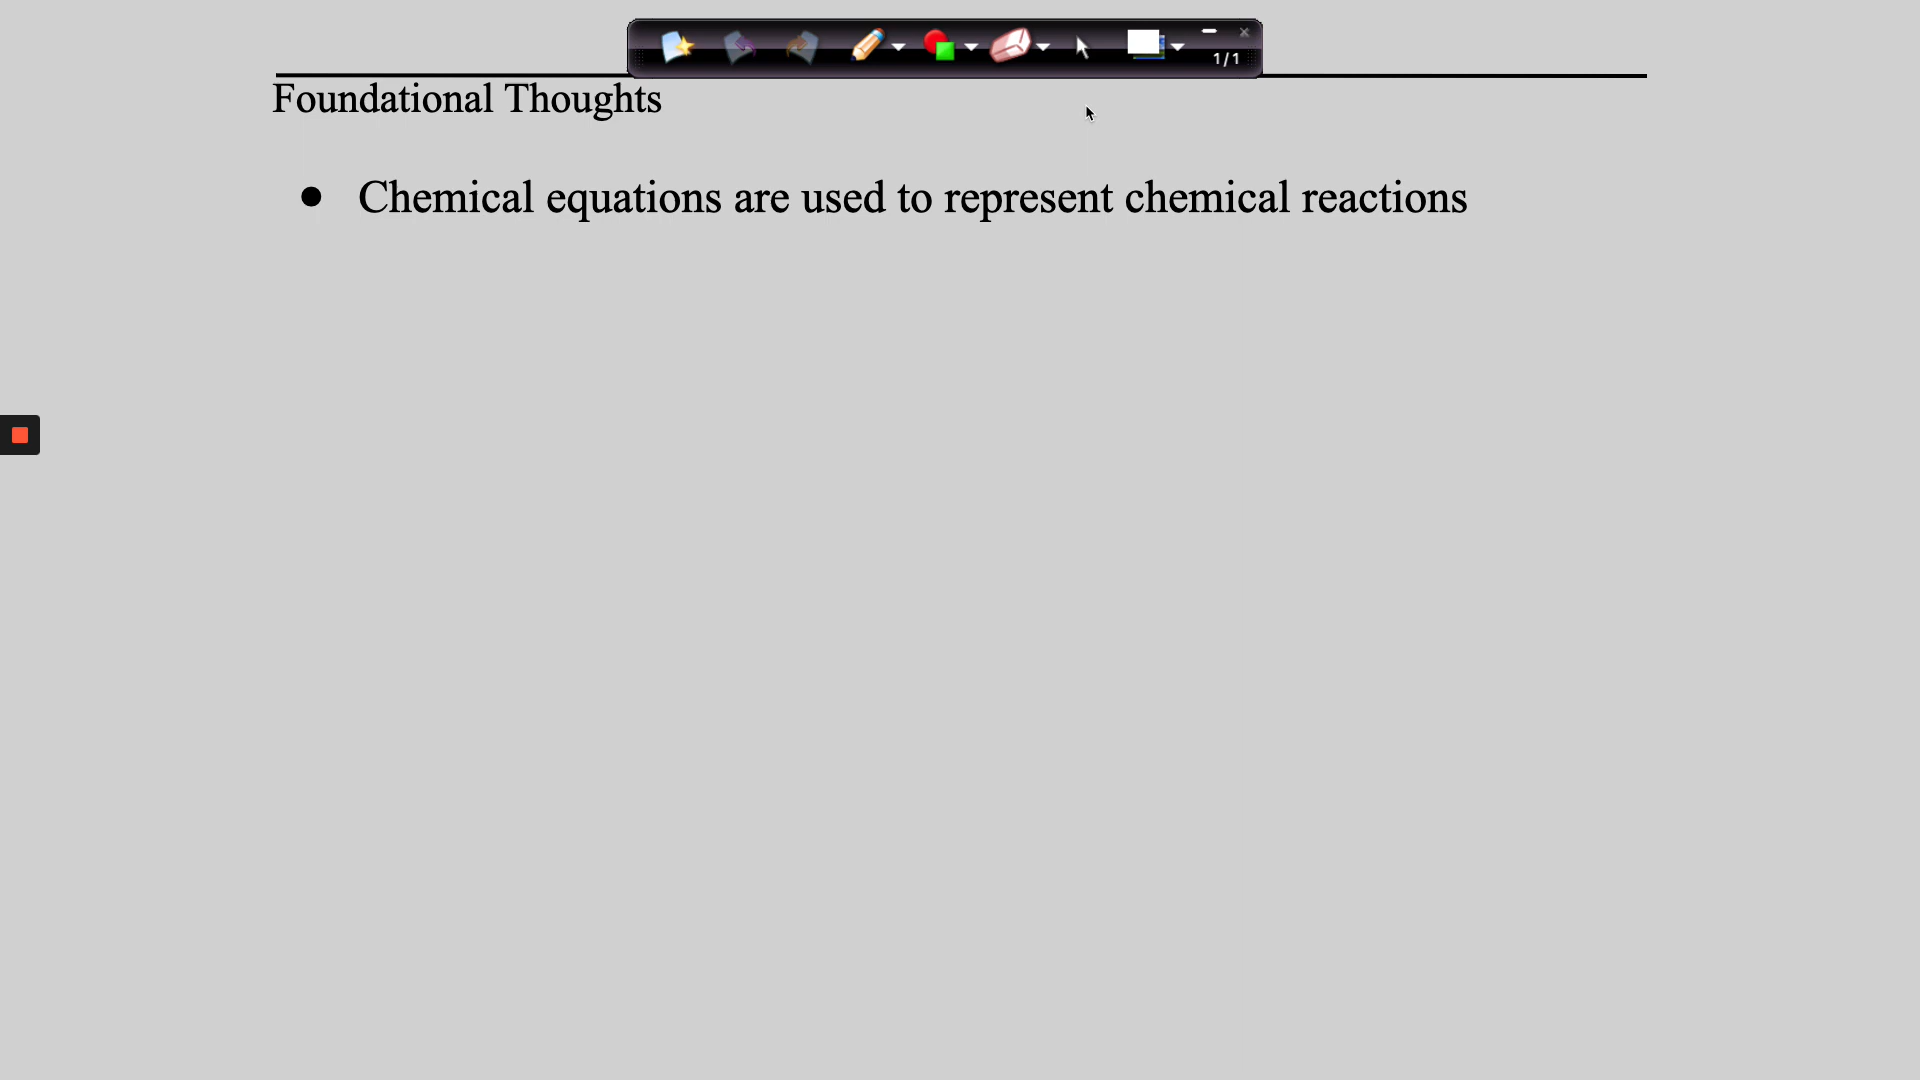 1/1
Foundational Thoughts
● Chemical equations are used to represent chemical reactions